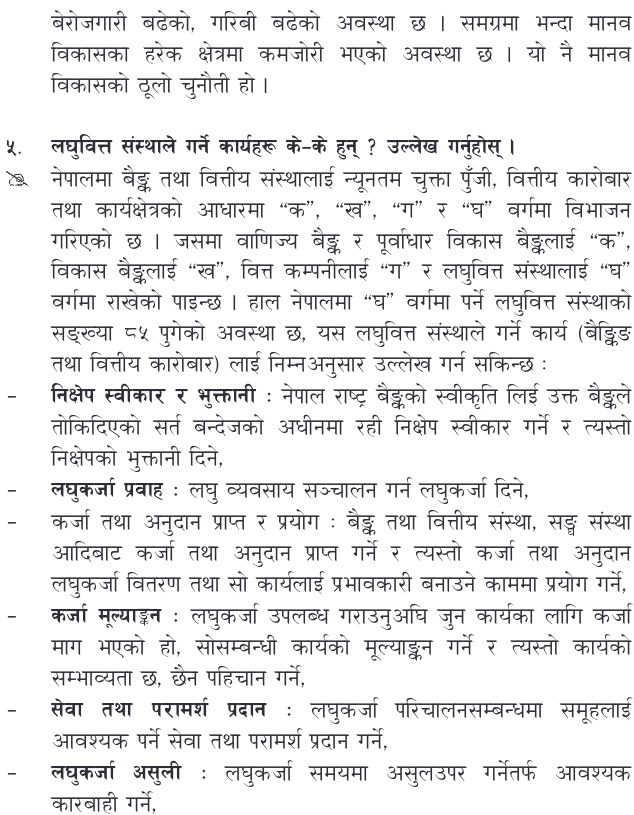 बेरोजगारी बढेको, गरिबी बढेको अवस्था छ । समग्रमा भन्दा मानव
विकासका हरेक क्षेत्रमा कमजोरी भएको अवस्था छ । यो नै मानव
विकासको ठूलो चुनौती हो ।
५. लघुवित्त संस्थाले गर्ने कार्यहरू के–के हुन् ? उल्लेख गर्नुहोस् ।
नेपालमा बैङ्क तथा वित्तीय संस्थालाई न्यूनतम चुक्ता पुँजी, वित्तीय कारोबार
तथा कार्यक्षेत्रको आधारमा “क”, “ख”, “ग” र “घ” वर्गमा विभाजन
गरिएको छ । जसमा वाणिज्य बैङ्क र पूर्वाधार विकास बैङ्कलाई “क”,
विकास बैङ्कलाई “ख”, वित्त कम्पनीलाई “ग” र लघुवित्त संस्थालाई “घ”
वर्गमा राखेको पाइन्छ । हाल नेपालमा “घ” वर्गमा पर्ने लघुवित्त संस्थाको
सङ्ख्या ८५ पुगेको अवस्था छ, यस लघुवित्त संस्थाले गर्ने कार्य (बैङ्किङ
तथा वित्तीय कारोबार) लाई निम्नअनुसार उल्लेख गर्न सकिन्छ :
– निक्षेप स्वीकार र भुक्तानी : नेपाल राष्ट्र बैङ्कको स्वीकृति लिई उक्त बैङ्कले
तोकिदिएको सर्त बन्देजको अधीनमा रही निक्षेप स्वीकार गर्ने र त्यस्तो
निक्षेपको भुक्तानी दिने,
– लघुकर्जा प्रवाह : लघु व्यवसाय सञ्चालन गर्न लघुकर्जा दिने,
– कर्जा तथा अनुदान प्राप्त र प्रयोग : बैङ्क तथा वित्तीय संस्था, सङ्घ संस्था
आदिबाट कर्जा तथा अनुदान प्राप्त गर्ने र त्यस्तो कर्जा तथा अनुदान
लघुकर्जा वितरण तथा सो कार्यलाई प्रभावकारी बनाउने काममा प्रयोग गर्ने,
– कर्जा मूल्याङ्कन : लघुकर्जा उपलब्ध गराउनुअघि जुन कार्यका लागि कर्जा
माग भएको हो, सोसम्बन्धी कार्यको मूल्याङ्कन गर्ने र त्यस्तो कार्यको
सम्भाव्यता छ, छैन पहिचान गर्ने,
– सेवा तथा परामर्श प्रदान : लघुकर्जा परिचालनसम्बन्धमा समूहलाई
आवश्यक पर्ने सेवा तथा परामर्श प्रदान गर्ने,
– लघुकर्जा असुली : लघुकर्जा समयमा असुलउपर गर्नेतर्फ आवश्यक
कारबाही गर्ने,